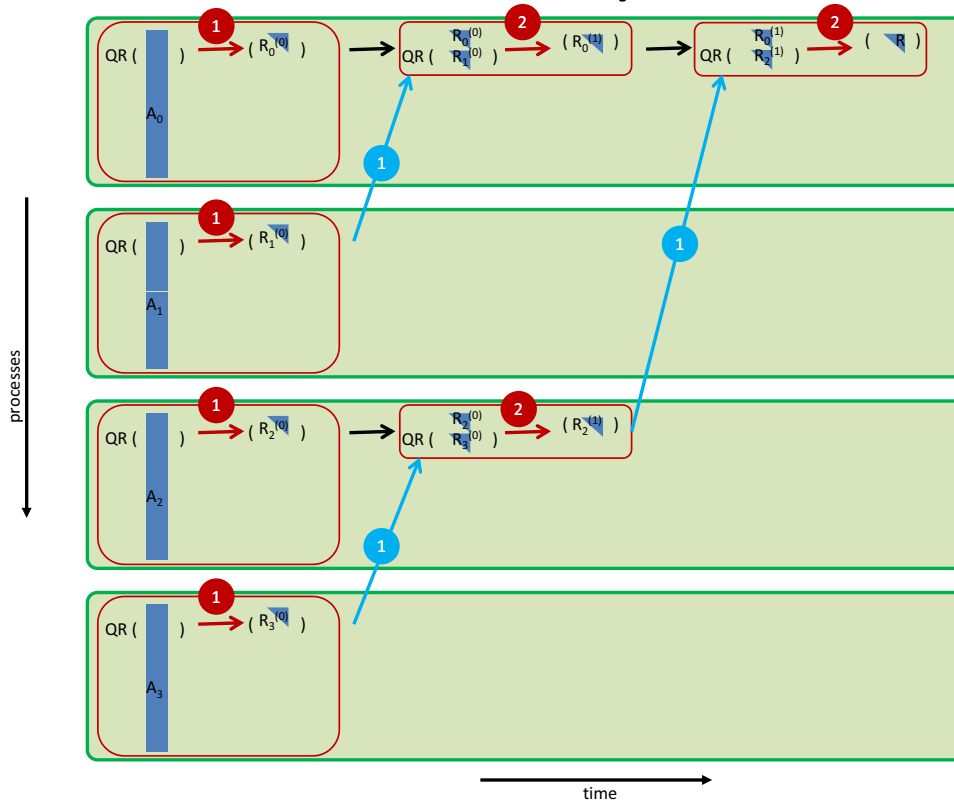 1 2 2
QR ( ) ( R₀⁽⁰⁾ ) QR ( R₀⁽⁰⁾ R₁⁽⁰⁾ ) ( R₀⁽¹⁾ ) QR ( R₀⁽¹⁾ R₂⁽¹⁾ ) ( R )
A₀
1
1
QR ( ) ( R₁⁽⁰⁾ )
1
A₁
processes
1 2
QR ( ) ( R₂⁽⁰⁾ ) QR ( R₂⁽⁰⁾ R₃⁽⁰⁾ ) ( R₂⁽¹⁾ )
A₂
1
1
QR ( ) ( R₃⁽⁰⁾ )
A₃
time